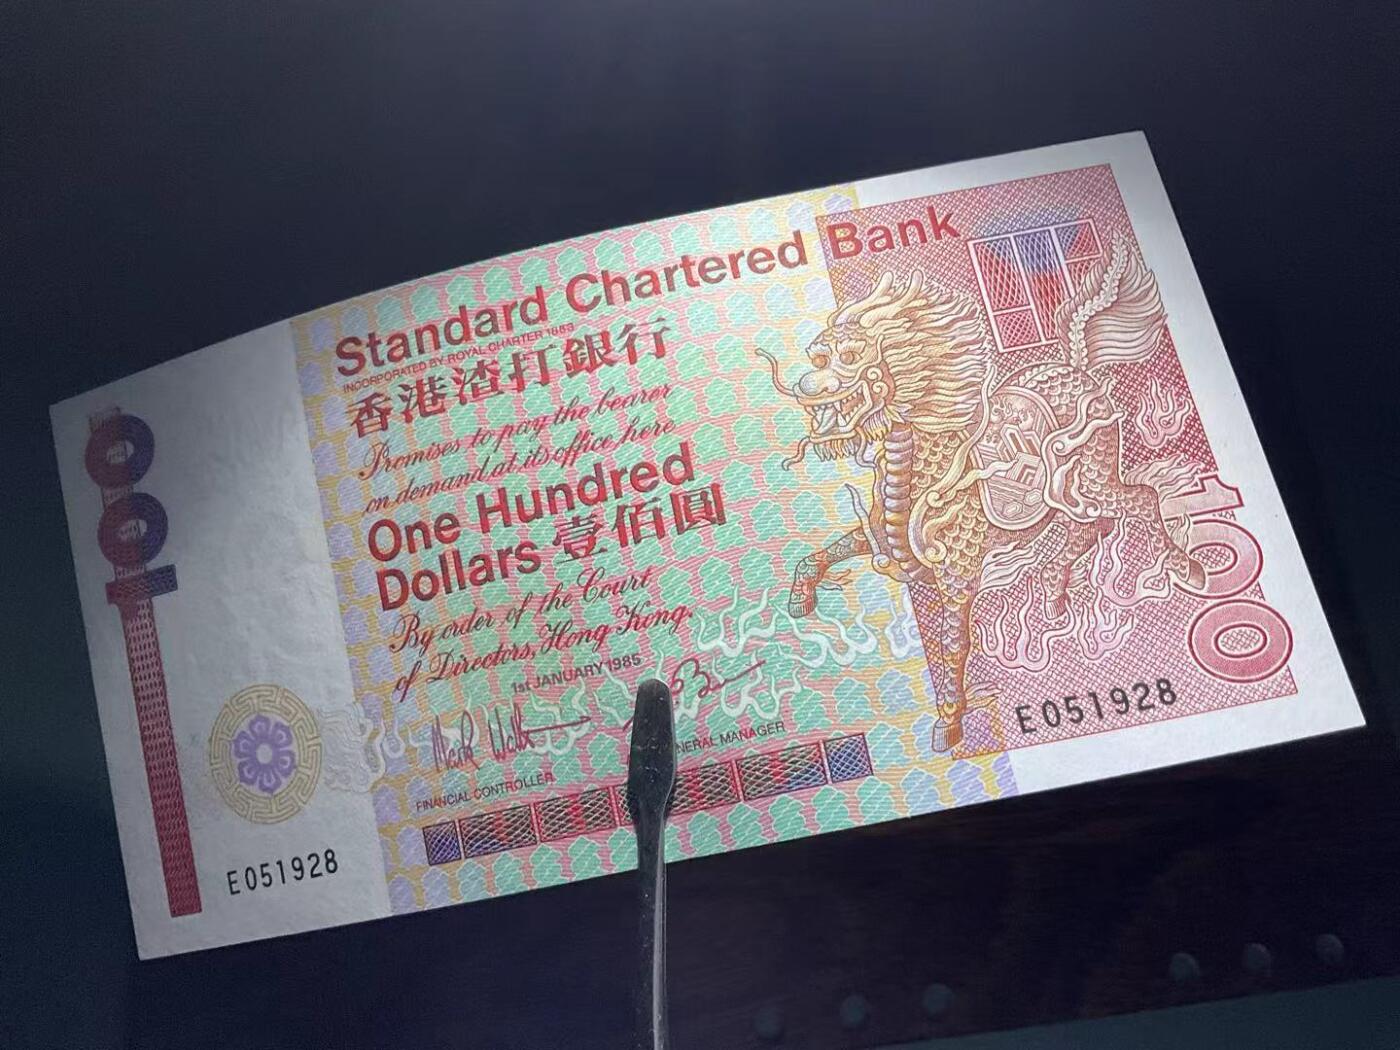 Standard Chartered Bank
INCORPORATED BY ROYAL CHARTER 1853
香港渣打銀行
Promises to pay the bearer
on demand at its office here
One Hundred
Dollars 壹佰圓
By order of the Court
of Directors, Hong Kong.
1st JANUARY 1985
FINANCIAL CONTROLLER
NERAL MANAGER
E051928
E051928
100
100